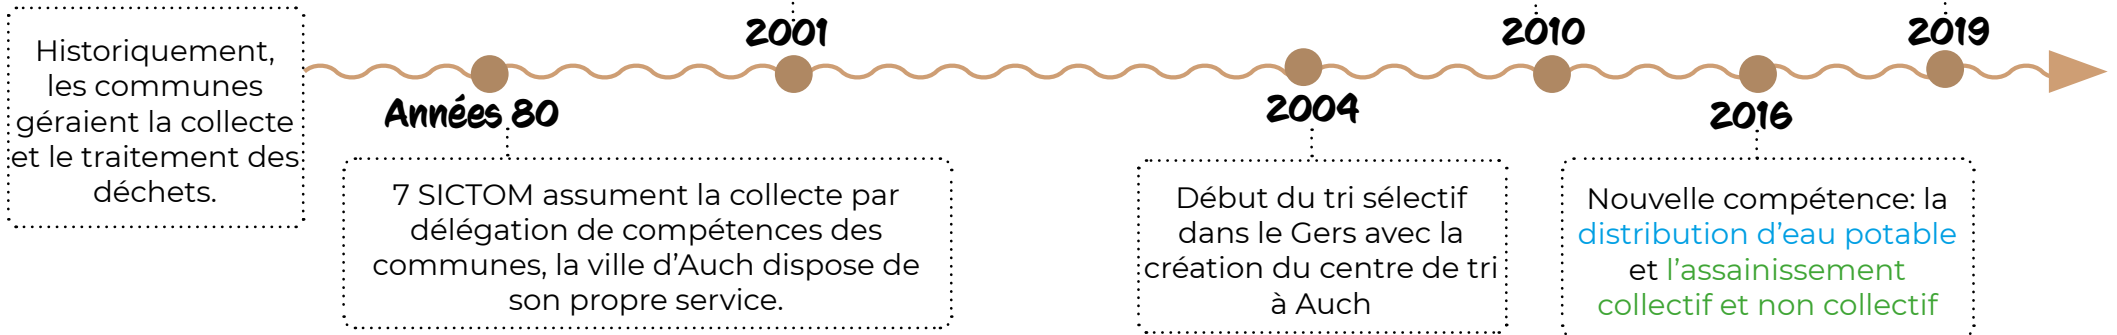 Historiquement,
les communes
géraient la collecte
et le traitement des
déchets.
Années 80
7 SICTOM assument la collecte par
délégation de compétences des
communes, la ville d’Auch dispose de
son propre service.
2001
2004
Début du tri sélectif
dans le Gers avec la
création du centre de tri
à Auch
2010
2016
Nouvelle compétence: la
distribution d’eau potable
et l’assainissement
collectif et non collectif
2019